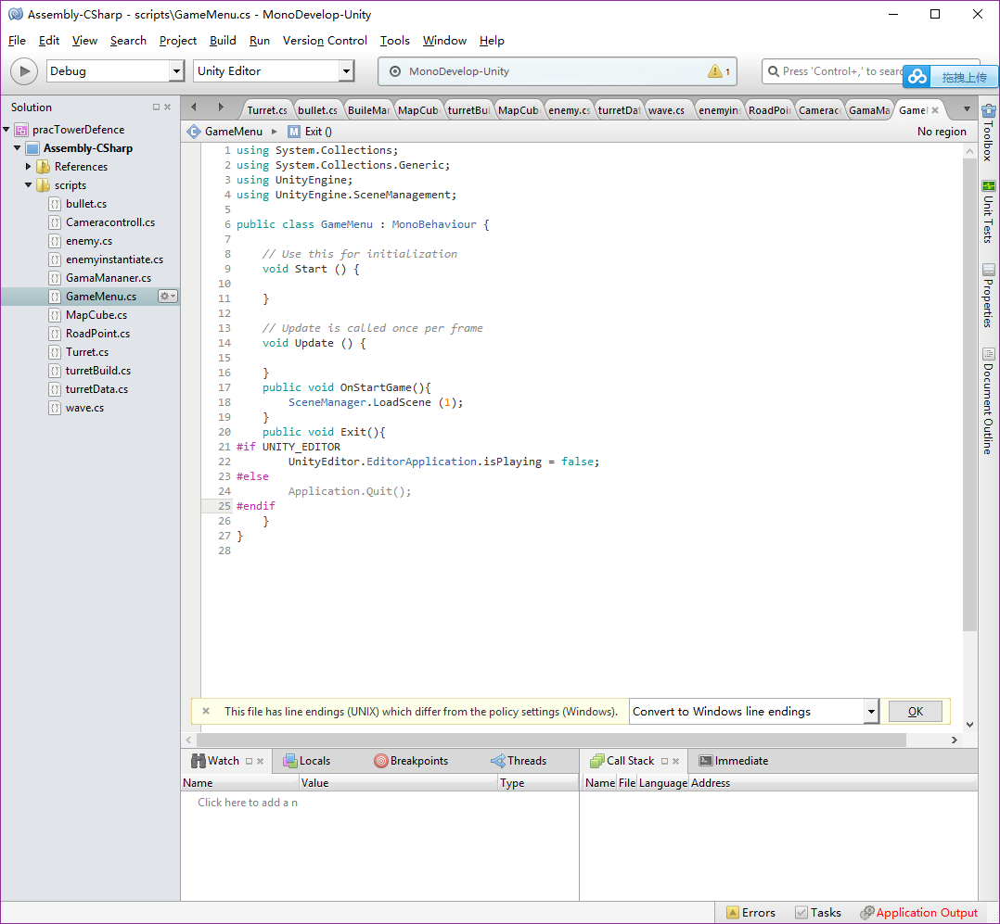 Assembly-CSharp - scripts\GameMenu.cs - MonoDevelop-Unity
File Edit View Search Project Build Run Version Control Tools Window Help
Debug Unity Editor MonoDevelop-Unity 1 Press 'Control+,' to searc 拖拽上传
Solution
pracTowerDefence
Assembly-CSharp
References
scripts
bullet.cs
Cameracontroll.cs
enemy.cs
enemyinstantiate.cs
GamaMananer.cs
GameMenu.cs
MapCube.cs
RoadPoint.cs
Turret.cs
turretBuild.cs
turretData.cs
wave.cs
Turret.cs bullet.cs BuileMar MapCub turretBui MapCub enemy.cs turretDat wave.cs enemyins RoadPoi Camerac GamaMa GameI
GameMenu Exit () No region
1 using System.Collections;
2 using System.Collections.Generic;
3 using UnityEngine;
4 using UnityEngine.SceneManagement;
5
6 public class GameMenu : MonoBehaviour {
7
8 // Use this for initialization
9 void Start () {
10
11 }
12
13 // Update is called once per frame
14 void Update () {
15
16 }
17 public void OnStartGame(){
18 SceneManager.LoadScene (1);
19 }
20 public void Exit(){
21 #if UNITY_EDITOR
22 UnityEditor.EditorApplication.isPlaying = false;
23 #else
24 Application.Quit();
25 #endif
26 }
27 }
28
This file has line endings (UNIX) which differ from the policy settings (Windows). Convert to Windows line endings OK
Toolbox
Unit Tests
Properties
Document Outline
Watch Locals Breakpoints Threads Call Stack Immediate
Name Value Type Name File Language Address
Click here to add a n
Errors Tasks Application Output